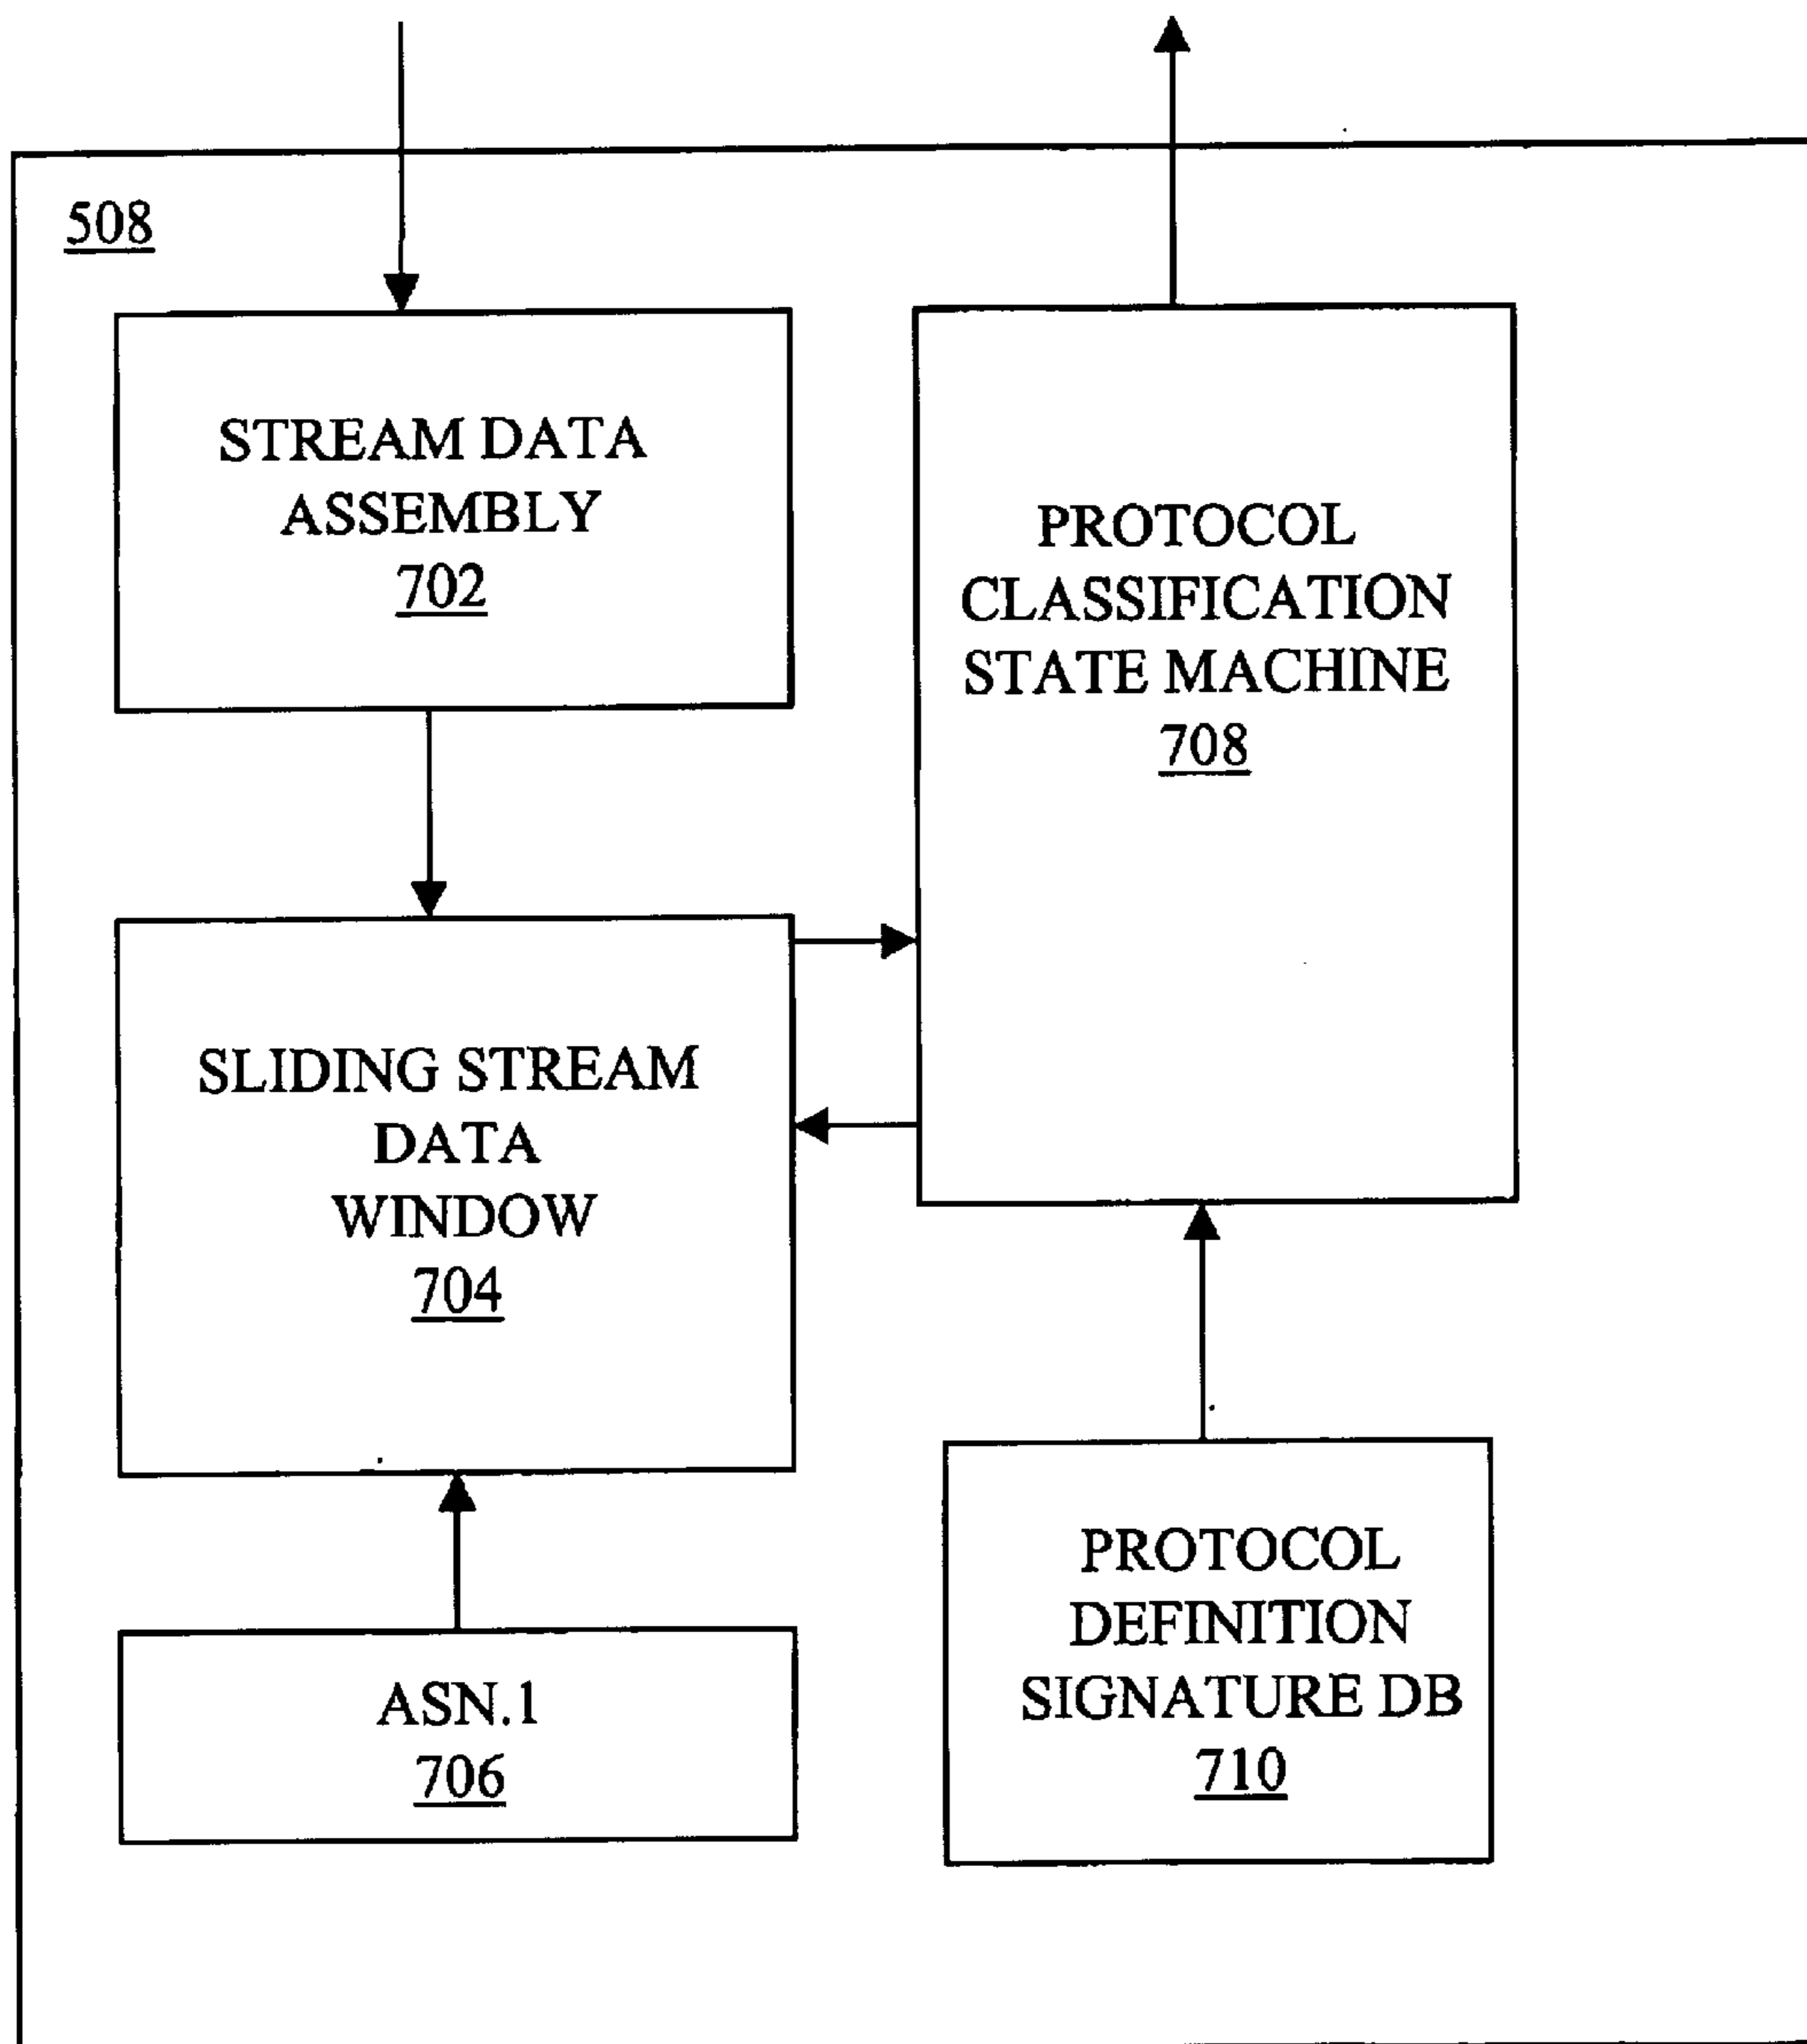 508
STREAM DATA
ASSEMBLY
702
PROTOCOL
CLASSIFICATION
STATE MACHINE
708
SLIDING STREAM
DATA
WINDOW
704
ASN.1
706
PROTOCOL
DEFINITION
SIGNATURE DB
710